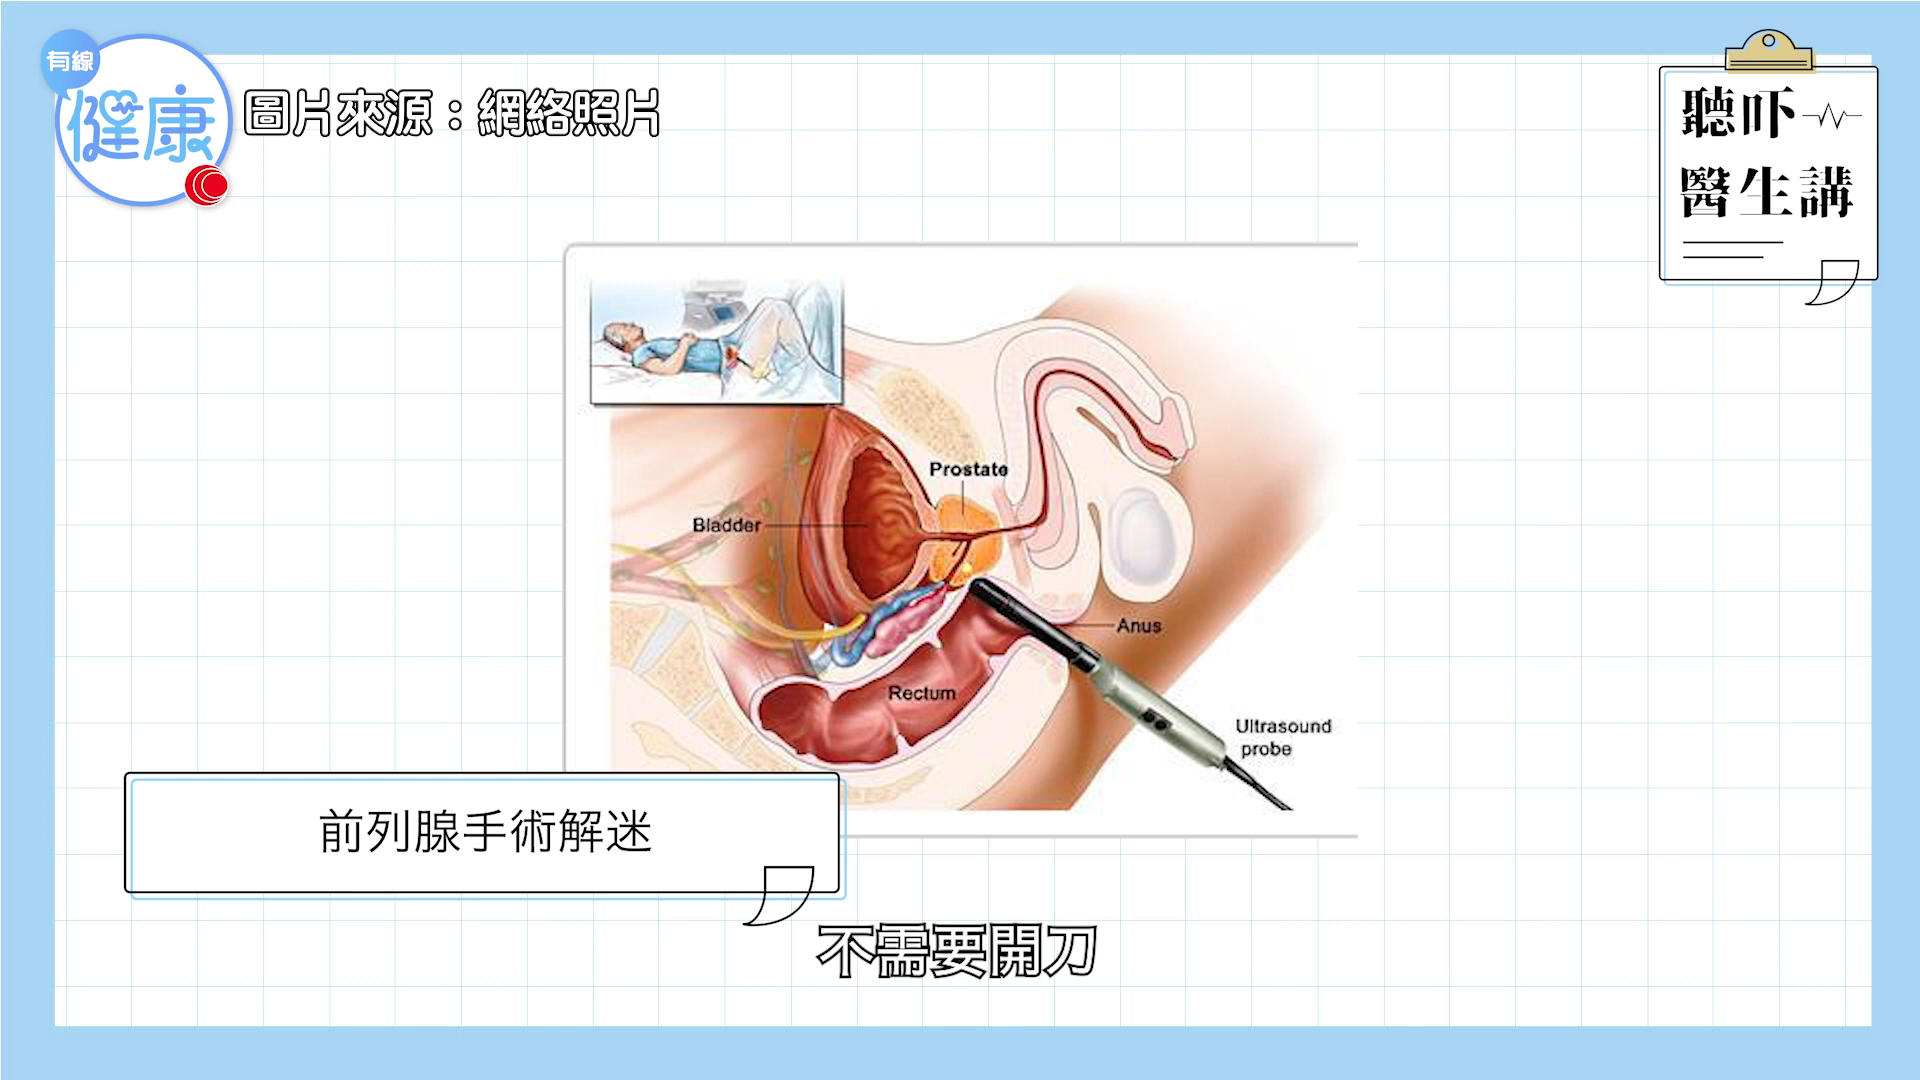 有線
健康
圖片來源：網絡照片
聽吓
醫生講
Prostate
Bladder
Anus
Rectum
Ultrasound
probe
前列腺手術解迷
不需要開刀